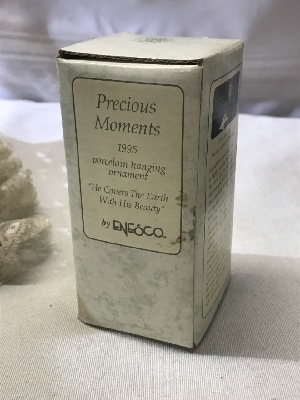 Precious
Moments
1995
porcelain hanging
ornament
"He Covers The Earth
With His Beauty"
by ENESCO.